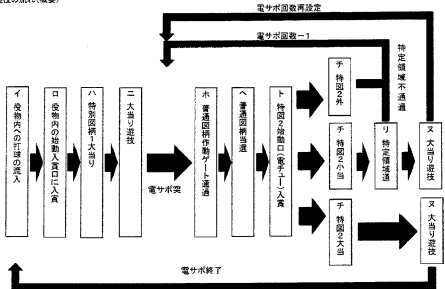 電サポ回数再設定
電サポ回数ー1
特定領域不通過
イ 役物内への打球の流入
ロ 役物内の始動入賞口に入賞
ハ 特別図柄1大当り
ニ 大当り遊技
電サポ突
ホ 普通図柄作動ゲート通過
ヘ 普通図柄当選
ト 特図2始動口(電チュー)入賞
チ 特図2外
チ 特図2小当
チ 特図2大当
リ 特定領域通
ヌ 大当り遊技
ヌ 大当り遊技
電サポ終了